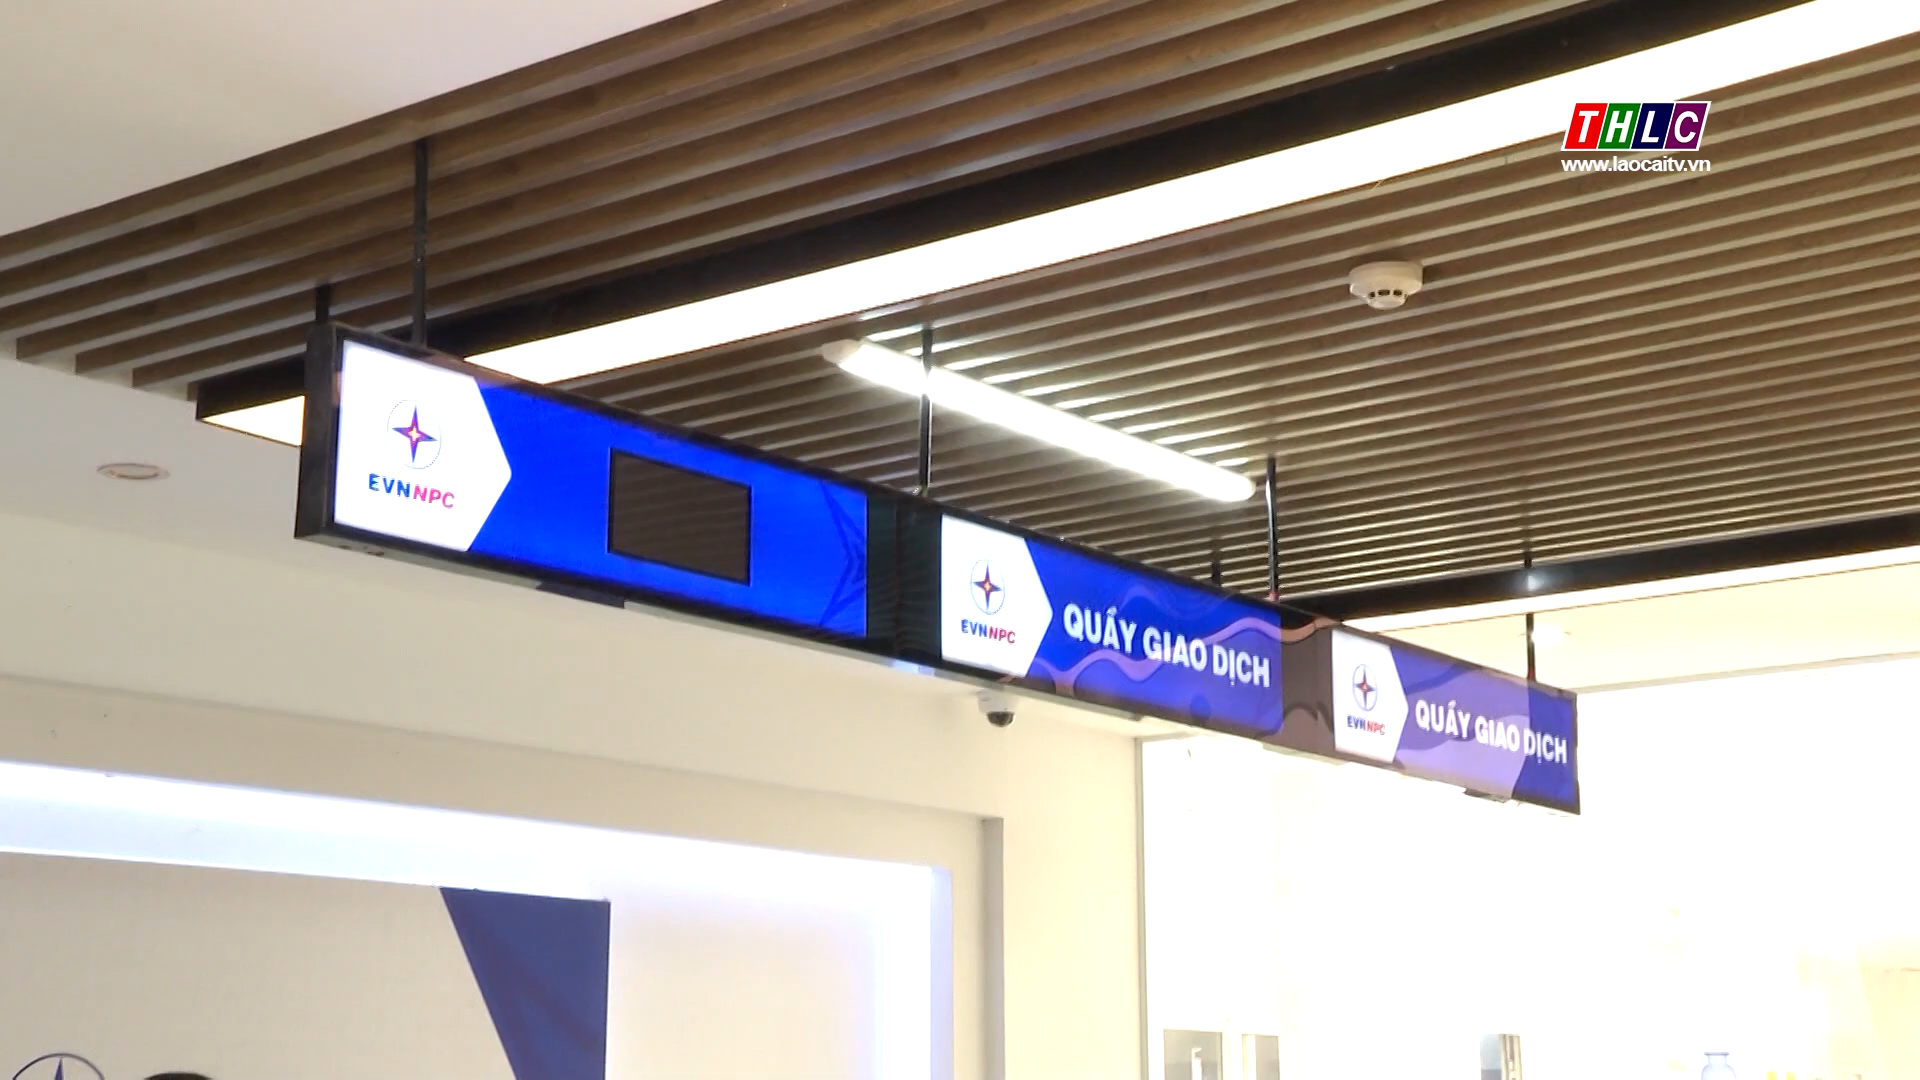 THLC
www.laocaitv.vn
EVNNPC
EVNNPC
QUẦY GIAO DỊCH
EVNNPC
QUẦY GIAO DỊCH